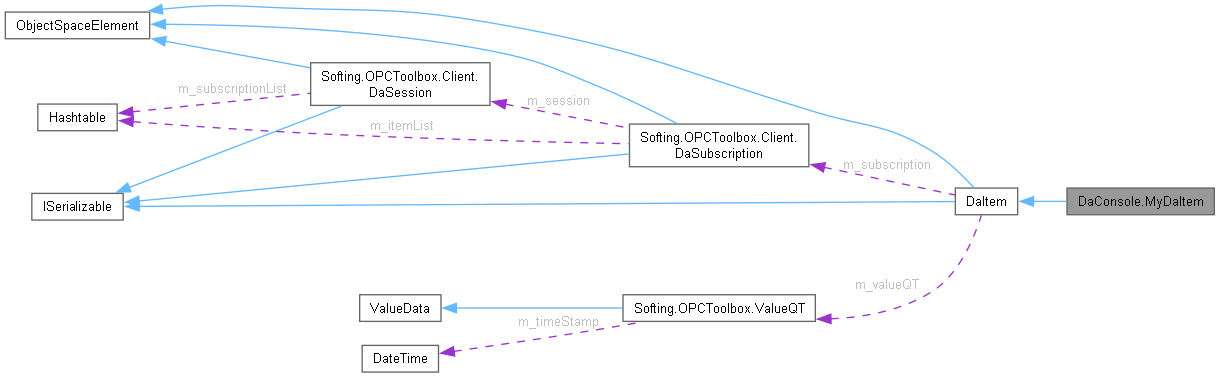 ObjectSpaceElement
Softing.OPCToolbox.Client.
DaSession
m_subscriptionList
m_session
Hashtable
m_itemList
Softing.OPCToolbox.Client.
DaSubscription
m_subscription
ISerializable
DaItem
DaConsole.MyDaItem
m_valueQT
ValueData
Softing.OPCToolbox.ValueQT
m_timeStamp
DateTime